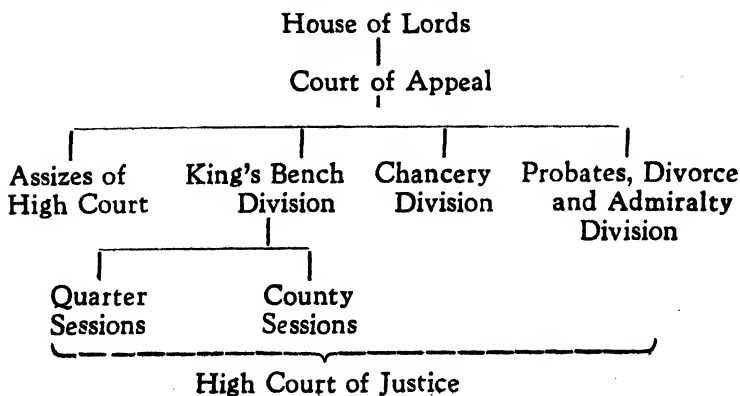 House of Lords
Court of Appeal
Assizes of
High Court
King's Bench
Division
Chancery
Division
Probates, Divorce
and Admiralty
Division
Quarter
Sessions
County
Sessions
High Court of Justice